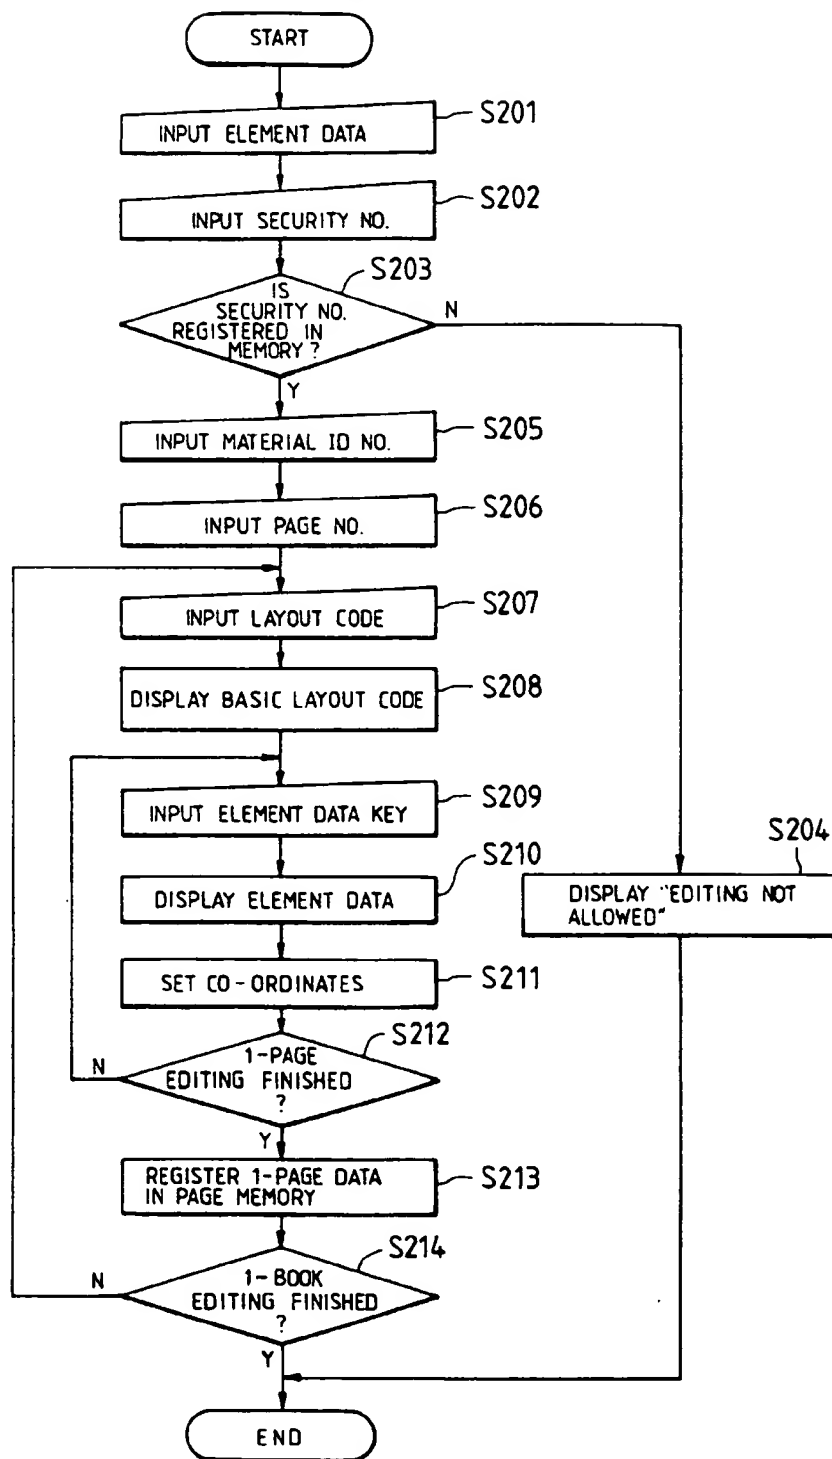 START
S201
INPUT ELEMENT DATA
S202
INPUT SECURITY NO.
S203
IS
SECURITY NO.
REGISTERED IN
MEMORY?
N
Y
S205
INPUT MATERIAL ID NO.
S206
INPUT PAGE NO.
S207
INPUT LAYOUT CODE
S208
DISPLAY BASIC LAYOUT CODE
S209
INPUT ELEMENT DATA KEY
S204
DISPLAY "EDITING NOT
ALLOWED"
S210
DISPLAY ELEMENT DATA
S211
SET CO-ORDINATES
S212
1-PAGE
EDITING FINISHED
?
N
Y
S213
REGISTER 1-PAGE DATA
IN PAGE MEMORY
S214
1-BOOK
EDITING FINISHED
?
N
Y
END